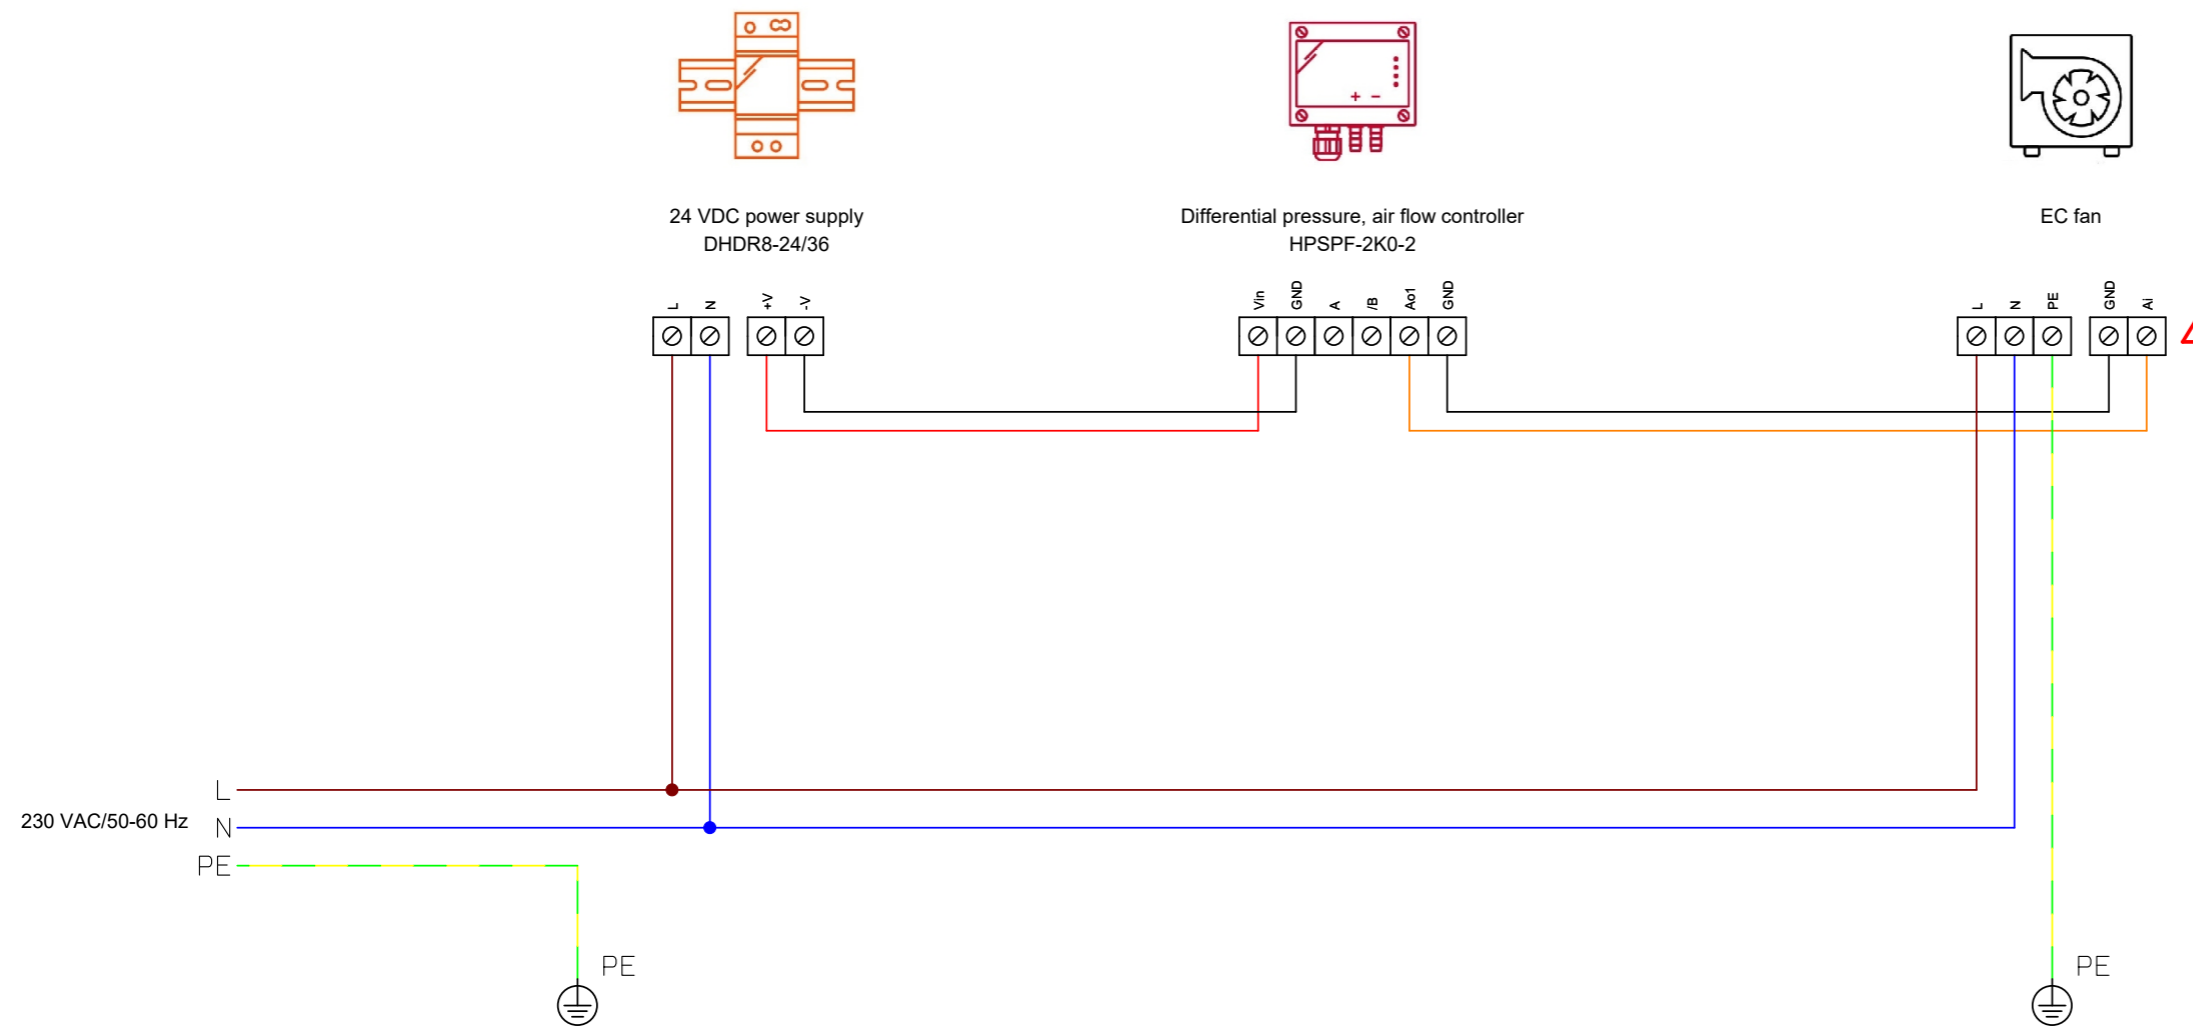 24 VDC power supply
DHDR8-24/36
Differential pressure, air flow controller
HPSPF-2K0-2
EC fan
L N +V -V
Vin GND A /B Ao1 GND
L N PE GND Ai
+ −
L
230 VAC/50-60 Hz N
PE
PE
PE